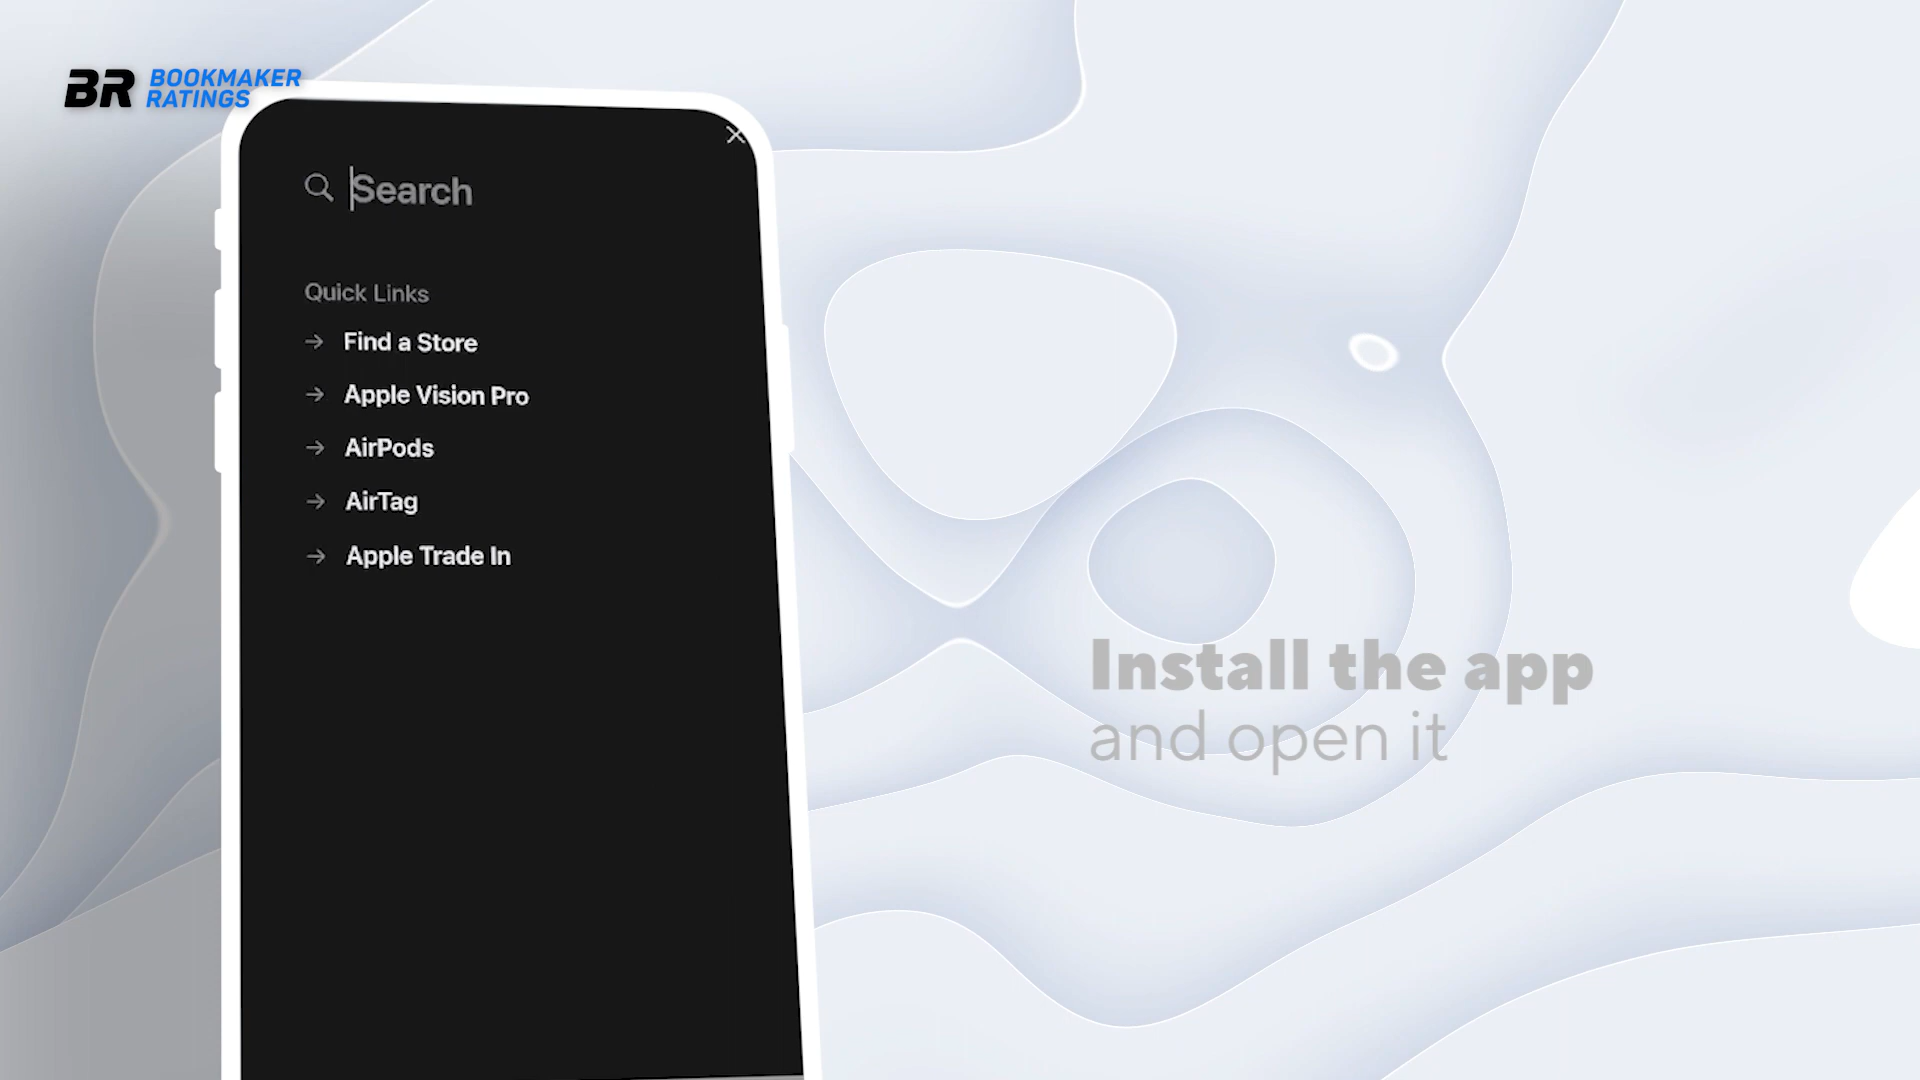 BR BOOKMAKER
RATINGS
Search
Quick Links
Find a Store
Apple Vision Pro
AirPods
AirTag
Apple Trade In
Install the app
and open it